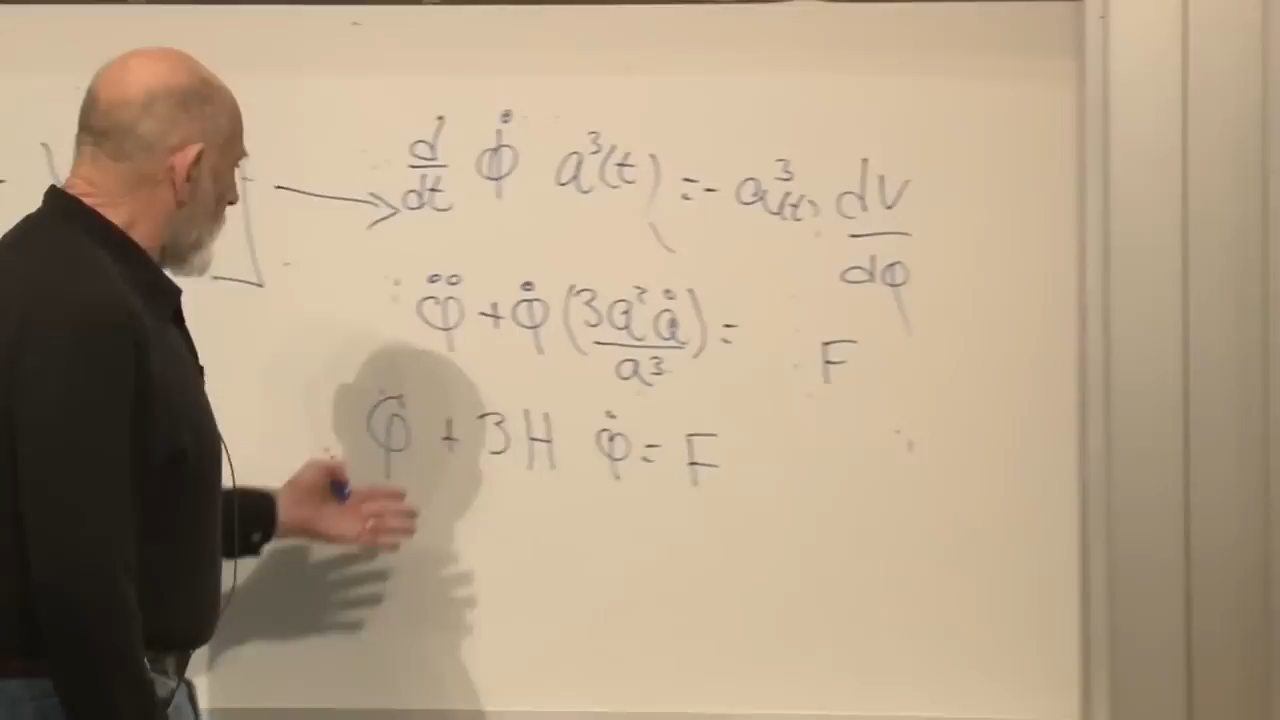 d/dt φ̇ a³(t) = - a³(t) dV/dφ
φ̈ + φ̇ (3a²ȧ/a³) = F
φ̈ + 3H φ̇ = F